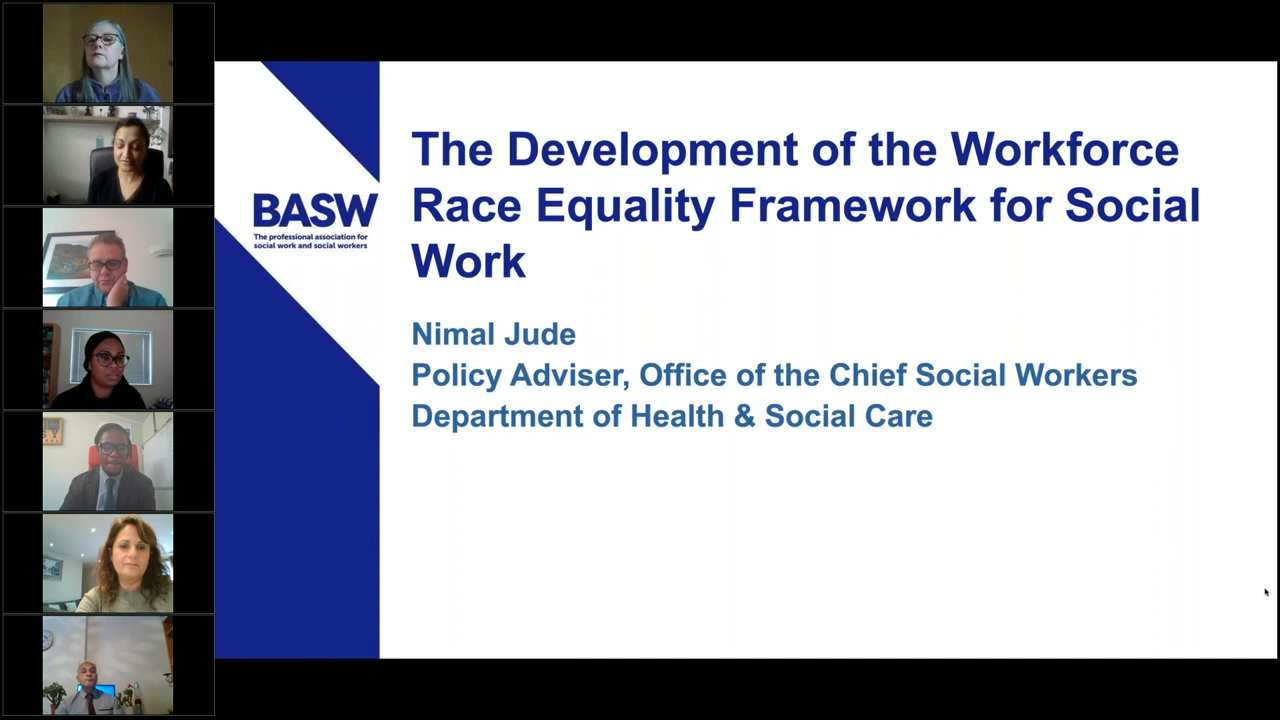 BASW
The professional association for
social work and social workers
The Development of the Workforce
Race Equality Framework for Social
Work
Nimal Jude
Policy Adviser, Office of the Chief Social Workers
Department of Health & Social Care